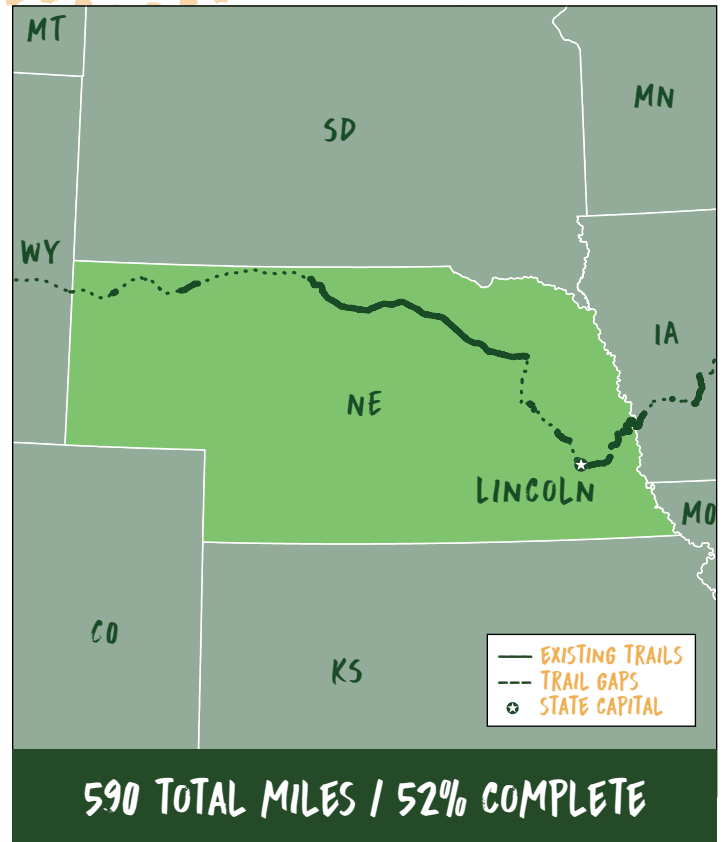 MT
MN
SD
WY
IA
NE
LINCOLN
MO
CO
KS
EXISTING TRAILS
TRAIL GAPS
STATE CAPITAL
590 TOTAL MILES / 52% COMPLETE